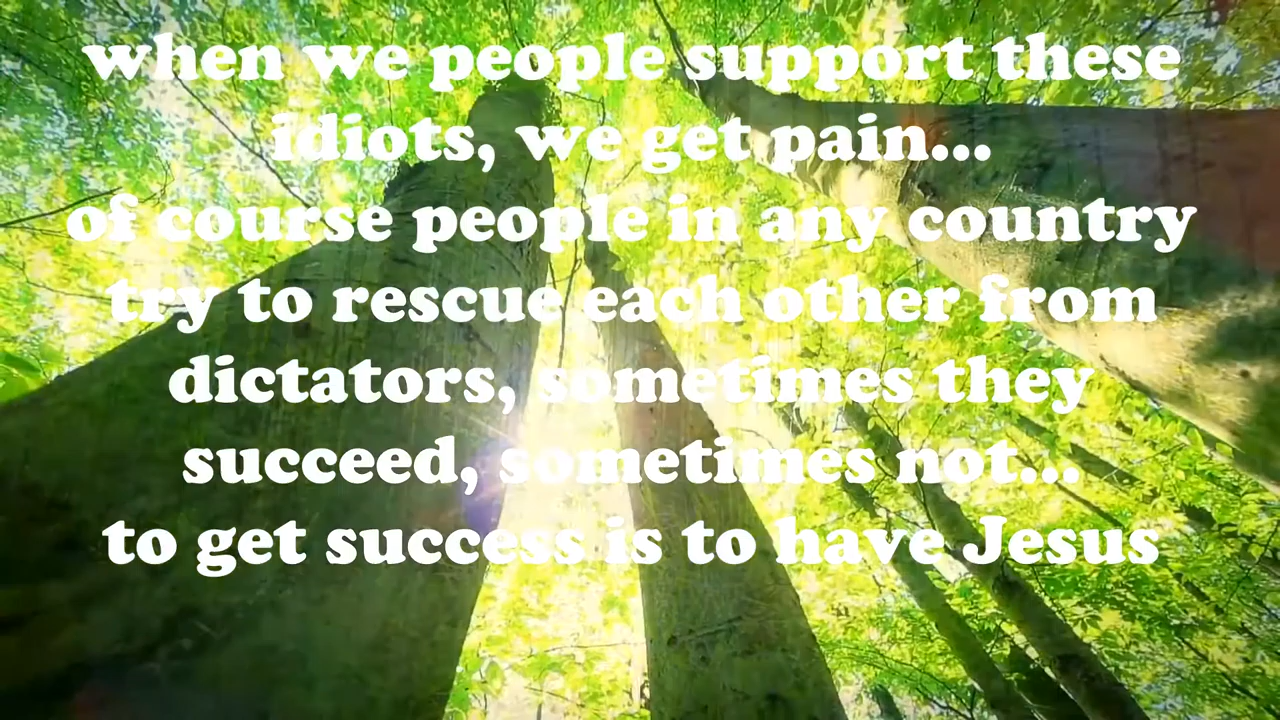 when we people support these
idiots, we get pain...
of course people in any country
try to rescue each other from
dictators, sometimes they
succeed, sometimes not...
to get success is to have Jesus